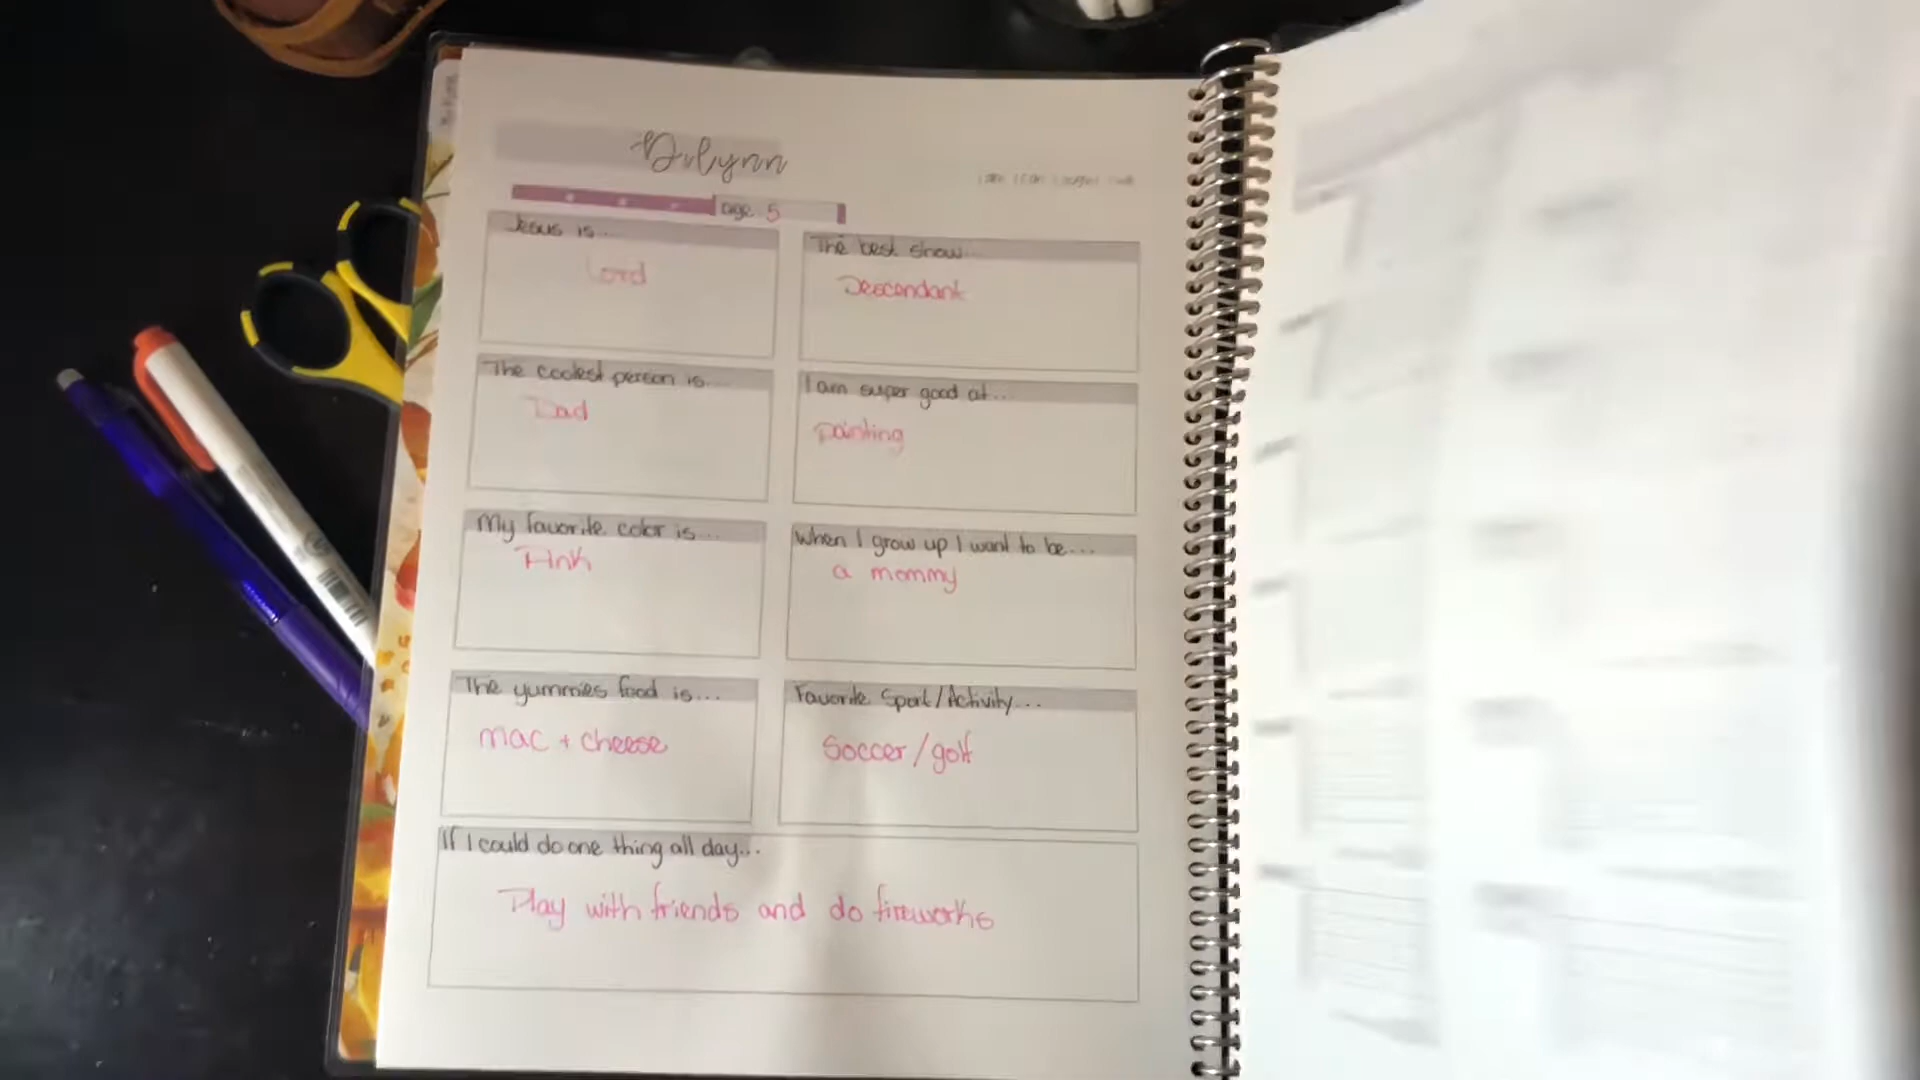 age 5
Jesus is...
Lord
The best show...
Descendant
The coolest person is....
Dad
I am super good at...
painting
My favorite color is...
Pink
When I grow up I want to be...
a mommy
The yummies food is...
mac + cheese
Favorite Sport/Activity...
Soccer/golf
If I could do one thing all day...
Play with friends and do fireworks